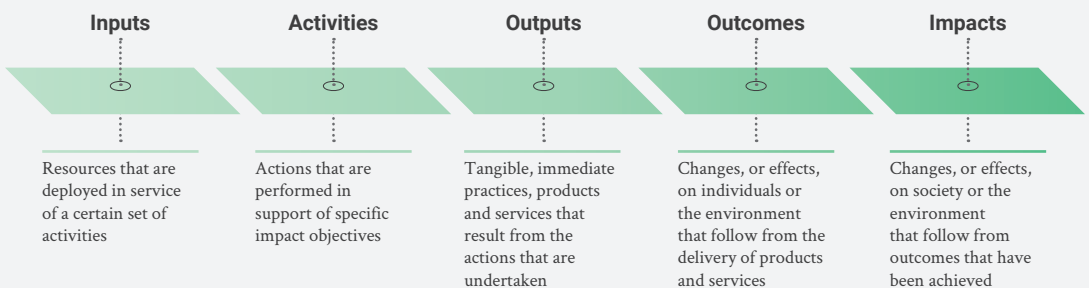 Inputs
Activities
Outputs
Outcomes
Impacts
Resources that are
deployed in service
of a certain set of
activities
Actions that are
performed in
support of specific
impact objectives
Tangible, immediate
practices, products
and services that
result from the
actions that are
undertaken
Changes, or effects,
on individuals or
the environment
that follow from the
delivery of products
and services
Changes, or effects,
on society or the
environment
that follow from
outcomes that have
been achieved